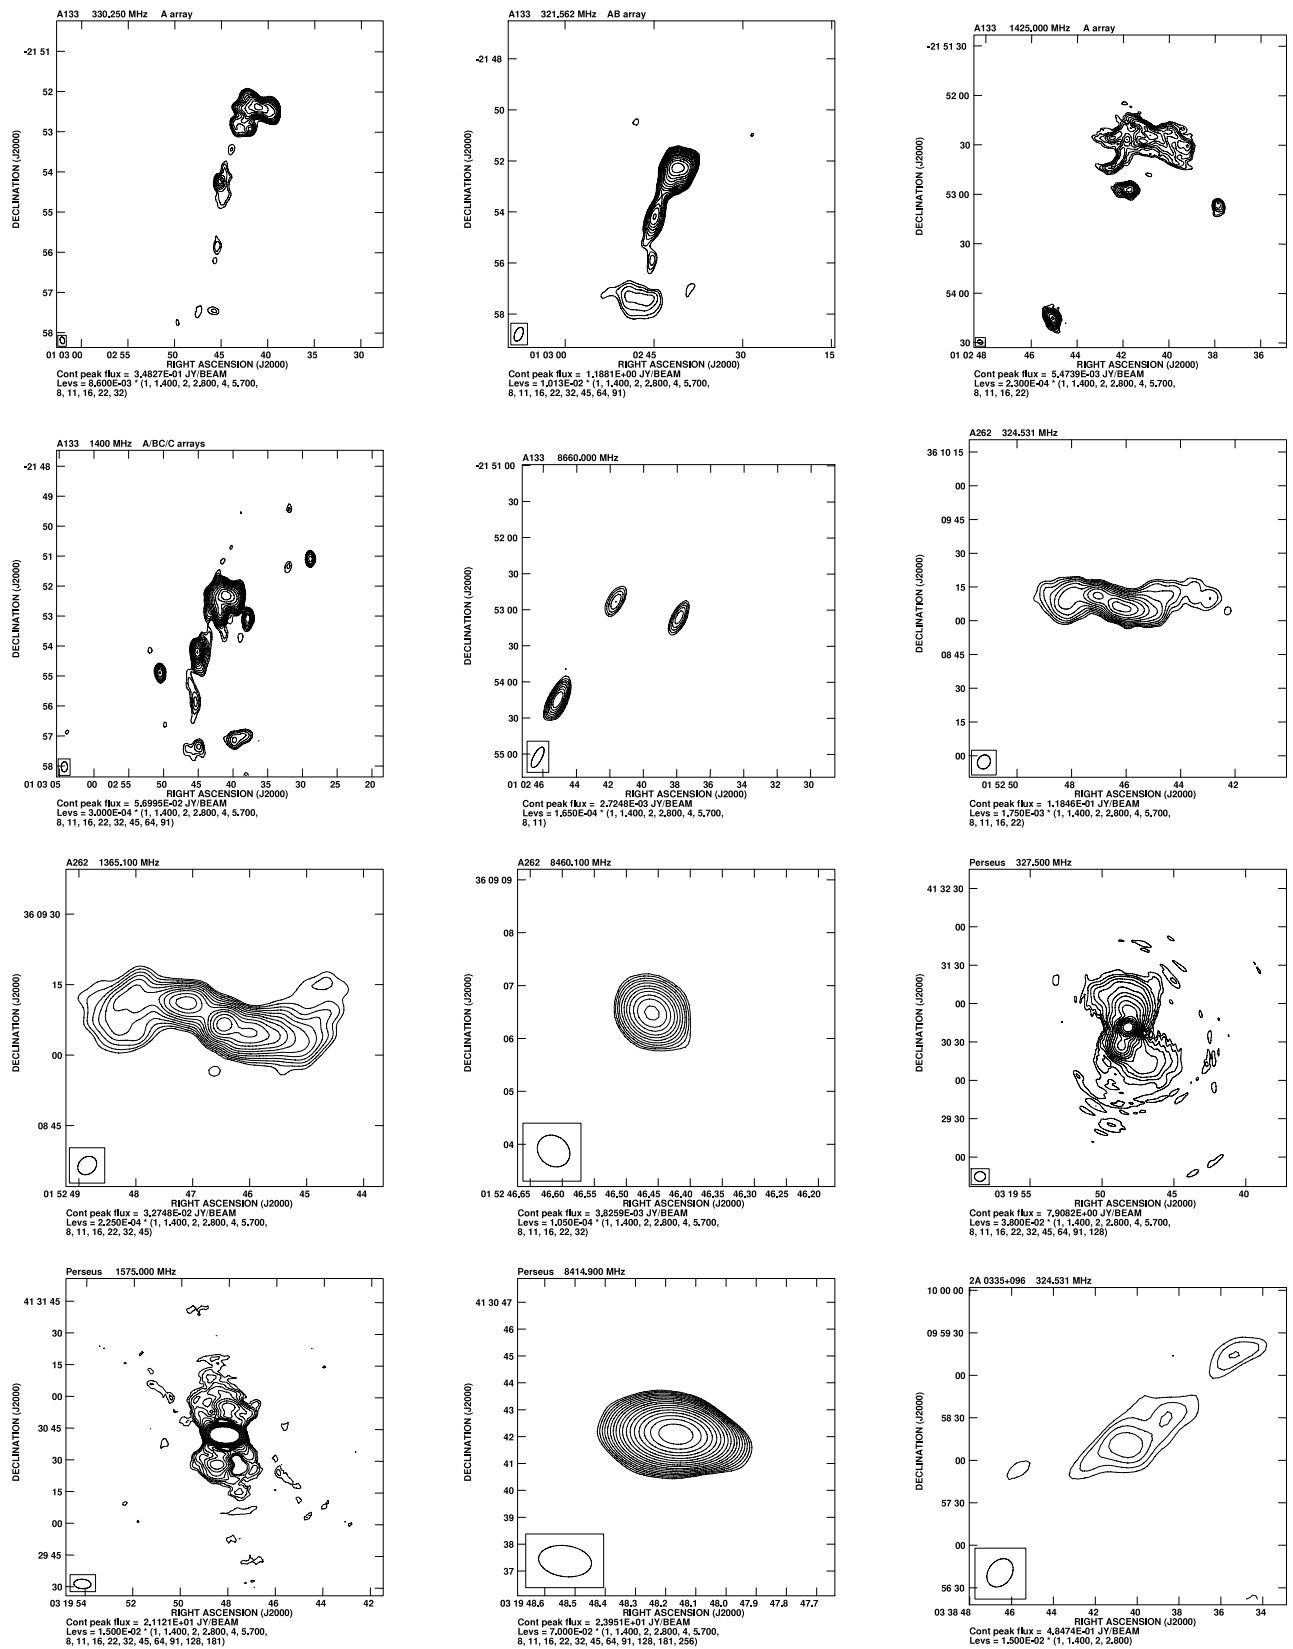 A133 330.250 MHz A array
-21 51
52
53
54
55
56
57
58
DECLINATION (J2000)
01 03 00 02 55 50 45 40 35 30
RIGHT ASCENSION (J2000)
Cont peak flux = 3.4827E-01 JY/BEAM
Levs = 8.600E-03 * (1, 1.400, 2, 2.800, 4, 5.700,
8, 11, 16, 22, 32)
A133 321.562 MHz AB array
-21 48
50
52
54
56
58
DECLINATION (J2000)
01 03 00 02 45 30 15
RIGHT ASCENSION (J2000)
Cont peak flux = 1.1881E+00 JY/BEAM
Levs = 1.013E-02 * (1, 1.400, 2, 2.800, 4, 5.700,
8, 11, 16, 22, 32, 45, 64, 91)
A133 1425.000 MHz A array
-21 51 30
52 00
30
53 00
30
54 00
30
DECLINATION (J2000)
01 02 48 46 44 42 40 38 36
RIGHT ASCENSION (J2000)
Cont peak flux = 5.4739E-03 JY/BEAM
Levs = 2.300E-04 * (1, 1.400, 2, 2.800, 4, 5.700,
8, 11, 16, 22)
A133 1400 MHz A/BC/C arrays
-21 48
49
50
51
52
53
54
55
56
57
58
DECLINATION (J2000)
01 03 05 00 02 55 50 45 40 35 30 25 20
RIGHT ASCENSION (J2000)
Cont peak flux = 5.6995E-02 JY/BEAM
Levs = 3.000E-04 * (1, 1.400, 2, 2.800, 4, 5.700,
8, 11, 16, 22, 32, 45, 64, 91)
A133 8660.000 MHz
-21 51 00
30
52 00
30
53 00
30
54 00
30
55 00
DECLINATION (J2000)
01 02 46 44 42 40 38 36 34 32 30
RIGHT ASCENSION (J2000)
Cont peak flux = 2.7248E-03 JY/BEAM
Levs = 1.650E-04 * (1, 1.400, 2, 2.800, 4, 5.700,
8, 11)
A262 324.531 MHz
36 10 15
00
09 45
30
15
00
08 45
30
15
00
DECLINATION (J2000)
01 52 50 48 46 44 42
RIGHT ASCENSION (J2000)
Cont peak flux = 1.1846E-01 JY/BEAM
Levs = 1.750E-03 * (1, 1.400, 2, 2.800, 4, 5.700,
8, 11, 16, 22)
A262 1365.100 MHz
36 09 30
15
00
08 45
DECLINATION (J2000)
01 52 49 48 47 46 45 44
RIGHT ASCENSION (J2000)
Cont peak flux = 3.2748E-02 JY/BEAM
Levs = 2.250E-04 * (1, 1.400, 2, 2.800, 4, 5.700,
8, 11, 16, 22, 32, 45)
A262 8460.100 MHz
36 09 09
08
07
06
05
04
DECLINATION (J2000)
01 52 46.65 46.60 46.55 46.50 46.45 46.40 46.35 46.30 46.25 46.20
RIGHT ASCENSION (J2000)
Cont peak flux = 3.8259E-03 JY/BEAM
Levs = 1.050E-04 * (1, 1.400, 2, 2.800, 4, 5.700,
8, 11, 16, 22, 32)
Perseus 327.500 MHz
41 32 30
00
31 30
00
30 30
00
29 30
00
DECLINATION (J2000)
03 19 55 50 45 40
RIGHT ASCENSION (J2000)
Cont peak flux = 7.9082E+00 JY/BEAM
Levs = 3.800E-02 * (1, 1.400, 2, 2.800, 4, 5.700,
8, 11, 16, 22, 32, 45, 64, 91, 128)
Perseus 1575.000 MHz
41 31 45
30
15
00
30 45
30
15
00
29 45
30
DECLINATION (J2000)
03 19 54 52 50 48 46 44 42
RIGHT ASCENSION (J2000)
Cont peak flux = 2.1121E+01 JY/BEAM
Levs = 1.500E-02 * (1, 1.400, 2, 2.800, 4, 5.700,
8, 11, 16, 22, 32, 45, 64, 91, 128, 181)
Perseus 8414.900 MHz
41 30 47
46
45
44
43
42
41
40
39
38
37
DECLINATION (J2000)
03 19 48.6 48.5 48.4 48.3 48.2 48.1 48.0 47.9 47.8 47.7
RIGHT ASCENSION (J2000)
Cont peak flux = 2.3951E+01 JY/BEAM
Levs = 7.000E-02 * (1, 1.400, 2, 2.800, 4, 5.700,
8, 11, 16, 22, 32, 45, 64, 91, 128, 181, 256)
2A 0335+096 324.531 MHz
10 00 00
09 59 30
00
58 30
00
57 30
00
56 30
DECLINATION (J2000)
03 38 48 46 44 42 40 38 36 34
RIGHT ASCENSION (J2000)
Cont peak flux = 4.8474E-01 JY/BEAM
Levs = 1.500E-02 * (1, 1.400, 2, 2.800)